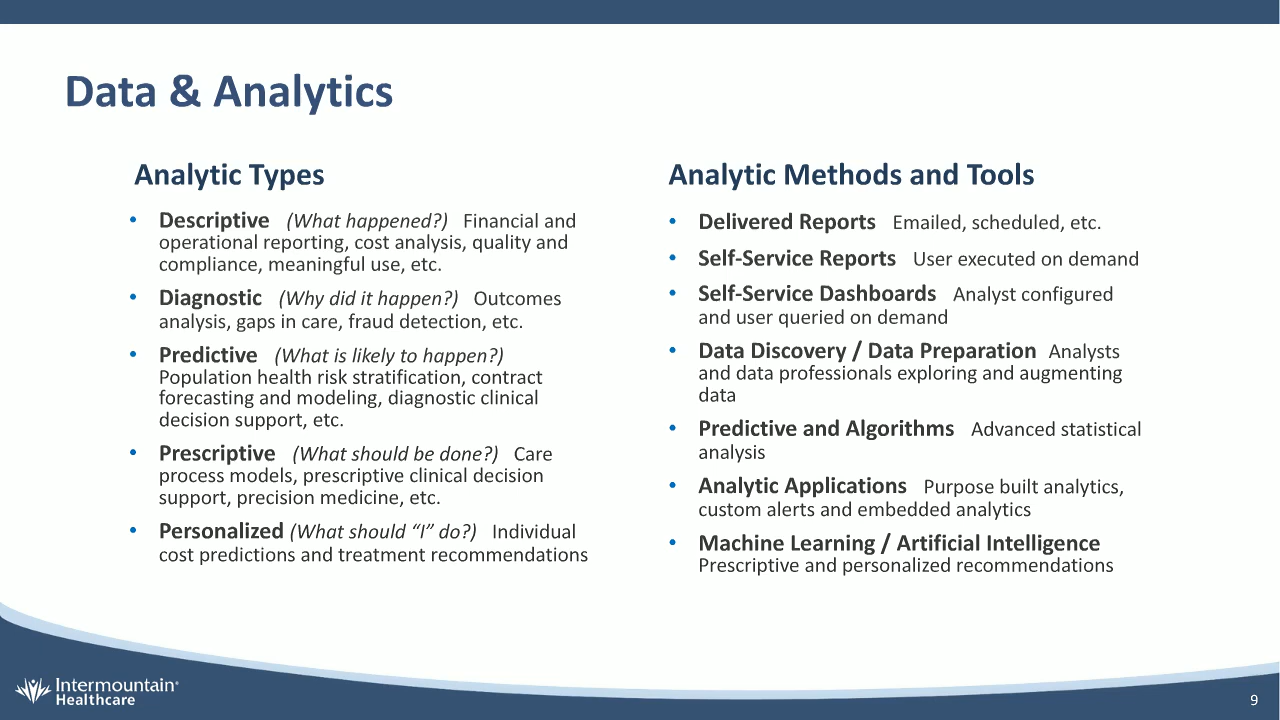 Data & Analytics
Analytic Types
• Descriptive (What happened?) Financial and
operational reporting, cost analysis, quality and
compliance, meaningful use, etc.
• Diagnostic (Why did it happen?) Outcomes
analysis, gaps in care, fraud detection, etc.
• Predictive (What is likely to happen?)
Population health risk stratification, contract
forecasting and modeling, diagnostic clinical
decision support, etc.
• Prescriptive (What should be done?) Care
process models, prescriptive clinical decision
support, precision medicine, etc.
• Personalized (What should “I” do?) Individual
cost predictions and treatment recommendations
Analytic Methods and Tools
• Delivered Reports Emailed, scheduled, etc.
• Self-Service Reports User executed on demand
• Self-Service Dashboards Analyst configured
and user queried on demand
• Data Discovery / Data Preparation Analysts
and data professionals exploring and augmenting
data
• Predictive and Algorithms Advanced statistical
analysis
• Analytic Applications Purpose built analytics,
custom alerts and embedded analytics
• Machine Learning / Artificial Intelligence
Prescriptive and personalized recommendations
Intermountain®
Healthcare
9